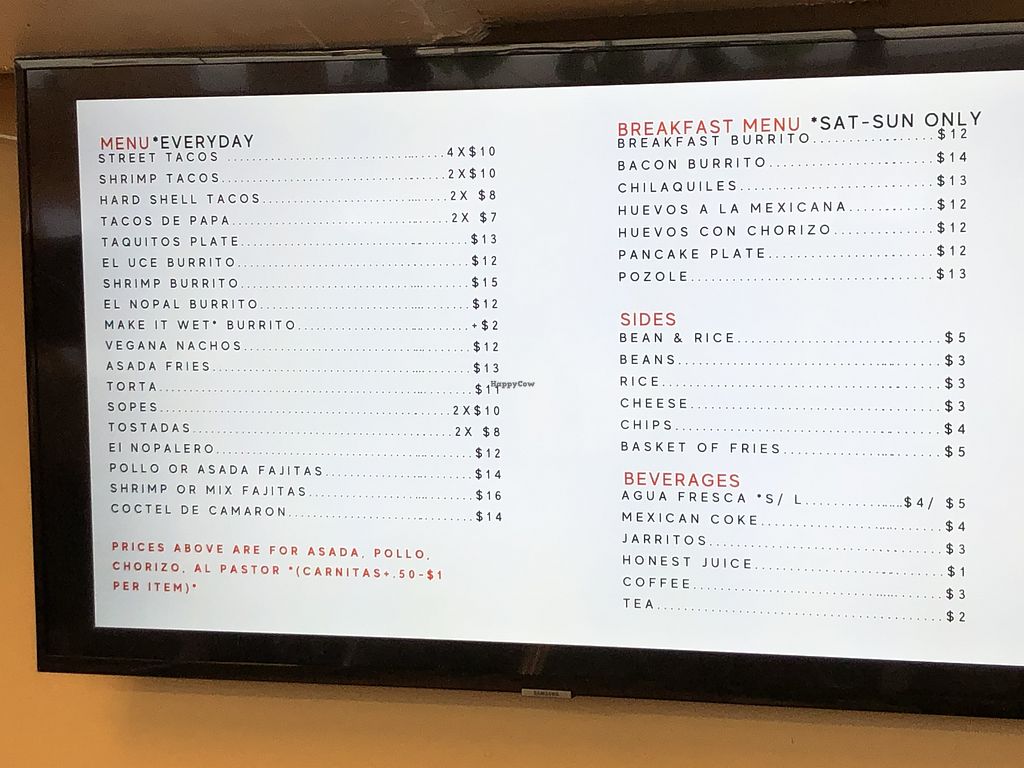 MENU*EVERYDAY
STREET TACOS ........................ 4X$10
SHRIMP TACOS........................ 2X$10
HARD SHELL TACOS........................ 2X $8
TACOS DE PAPA........................ 2X $7
TAQUITOS PLATE........................ $13
EL UCE BURRITO........................ $12
SHRIMP BURRITO........................ $15
EL NOPAL BURRITO........................ $12
MAKE IT WET* BURRITO........................ +$2
VEGANA NACHOS........................ $12
ASADA FRIES........................ $13
TORTA........................ $11
SOPES........................ 2X$10
TOSTADAS........................ 2X $8
El NOPALERO........................ $12
POLLO OR ASADA FAJITAS........................ $14
SHRIMP OR MIX FAJITAS........................ $16
COCTEL DE CAMARON........................ $14
PRICES ABOVE ARE FOR ASADA, POLLO,
CHORIZO, AL PASTOR *(CARNITAS+.50-$1
PER ITEM)*
BREAKFAST MENU *SAT-SUN ONLY
BREAKFAST BURRITO........................ $12
BACON BURRITO........................ $14
CHILAQUILES........................ $13
HUEVOS A LA MEXICANA........................ $12
HUEVOS CON CHORIZO........................ $12
PANCAKE PLATE........................ $12
POZOLE........................ $13
SIDES
BEAN & RICE........................ $5
BEANS........................ $3
RICE........................ $3
CHEESE........................ $3
CHIPS........................ $4
BASKET OF FRIES........................ $5
BEVERAGES
AGUA FRESCA *S/ L........................ $4/ $5
MEXICAN COKE........................ $4
JARRITOS........................ $3
HONEST JUICE........................ $1
COFFEE........................ $3
TEA........................ $2
HappyCow
SAMSUNG